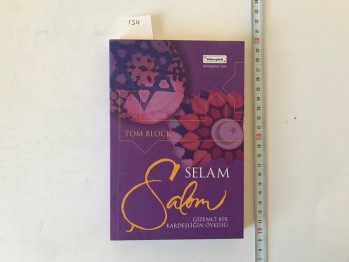 154
TOM BLOCK
SELAM
Şalom
GİZEMCİ BİR
KARDEŞLİĞİN ÖYKÜSÜ